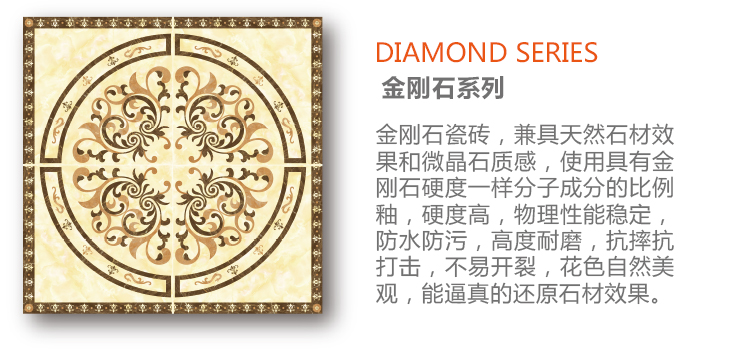 DIAMOND SERIES
金刚石系列
金刚石瓷砖，兼具天然石材效
果和微晶石质感，使用具有金
刚石硬度一样分子成分的比例
釉，硬度高，物理性能稳定，
防水防污，高度耐磨，抗摔抗
打击，不易开裂，花色自然美
观，能逼真的还原石材效果。